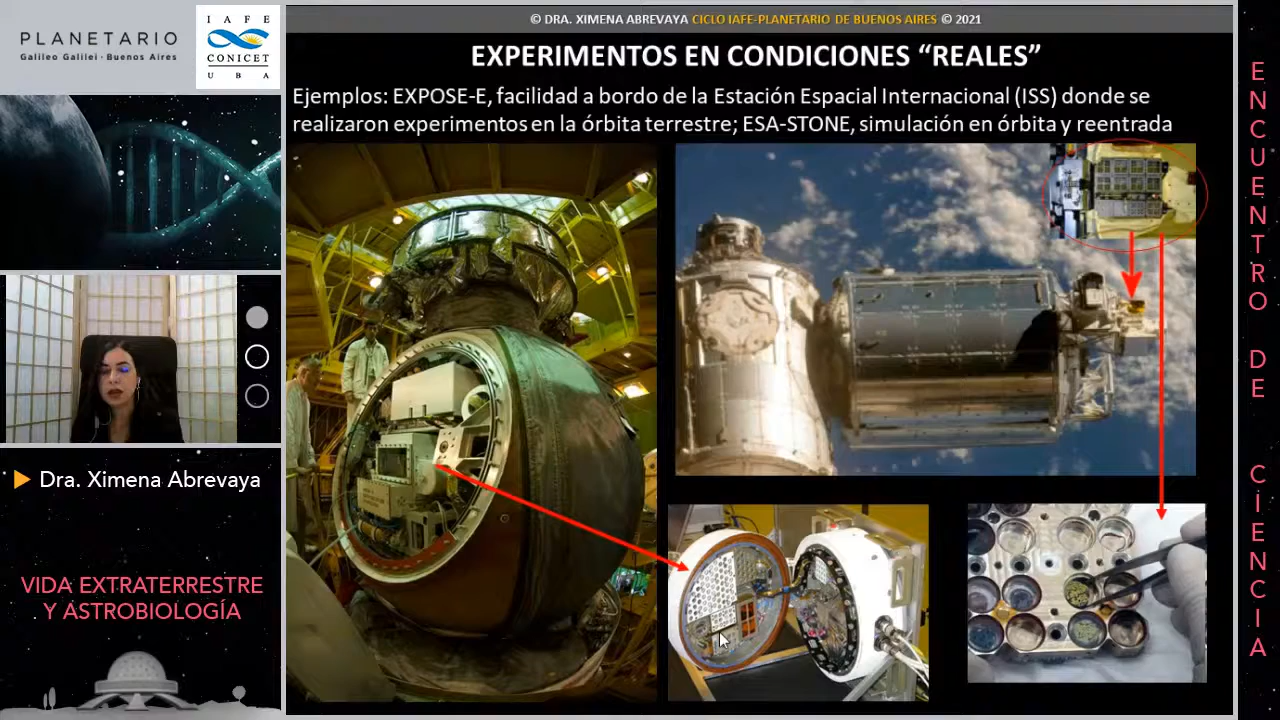 PLANETARIO
Galileo Galilei · Buenos Aires
I A F E
CONICET
U B A
Dra. Ximena Abrevaya
VIDA EXTRATERRESTRE
Y ASTROBIOLOGÍA
© DRA. XIMENA ABREVAYA CICLO IAFE-PLANETARIO DE BUENOS AIRES © 2021
EXPERIMENTOS EN CONDICIONES “REALES”
Ejemplos: EXPOSE-E, facilidad a bordo de la Estación Espacial Internacional (ISS) donde se
realizaron experimentos en la órbita terrestre; ESA-STONE, simulación en órbita y reentrada
ENCUENTRO DE CIENCIA